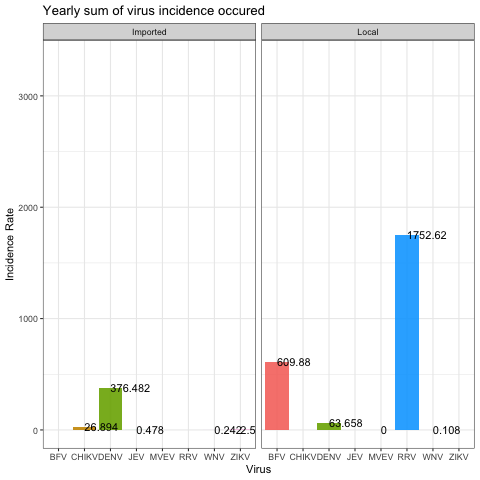 Yearly sum of virus incidence occured
Imported
Local
Incidence Rate
3000
2000
1000
0
26.894
376.482
0.478
0.242
609.88
63.658
0
1752.62
0.108
BFV CHIKV DENV JEV MVEV RRV WNV ZIKV
BFV CHIKV DENV JEV MVEV RRV WNV ZIKV
Virus